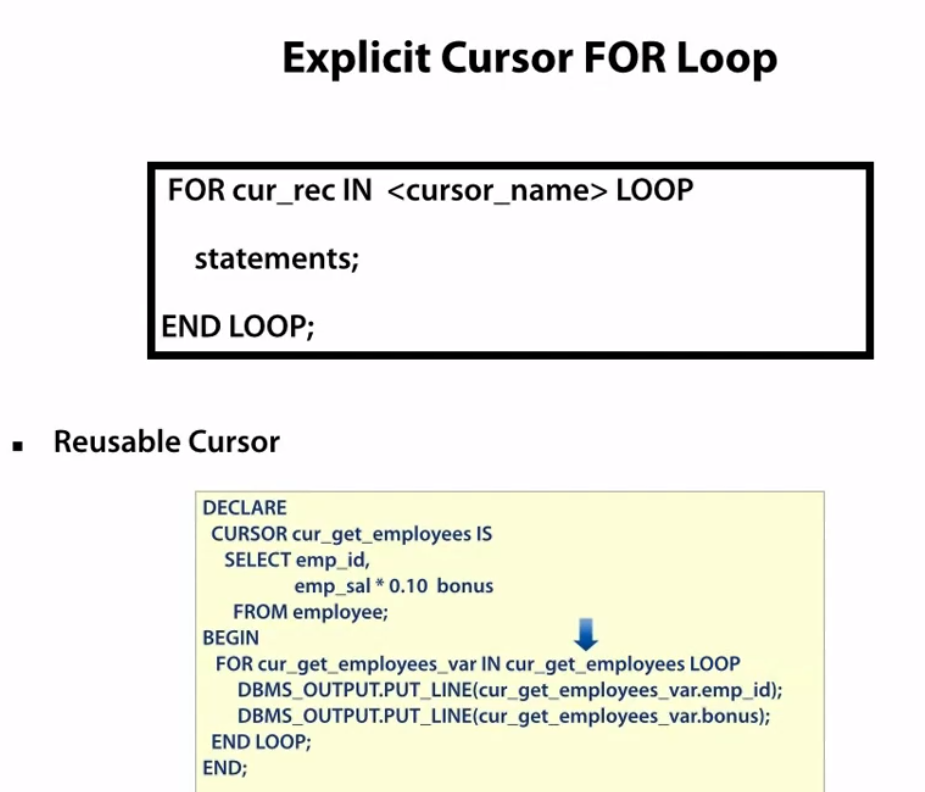 Explicit Cursor FOR Loop
FOR cur_rec IN <cursor_name> LOOP
statements;
END LOOP;
▪ Reusable Cursor
DECLARE
CURSOR cur_get_employees IS
SELECT emp_id,
emp_sal * 0.10 bonus
FROM employee;
BEGIN
FOR cur_get_employees_var IN cur_get_employees LOOP
DBMS_OUTPUT.PUT_LINE(cur_get_employees_var.emp_id);
DBMS_OUTPUT.PUT_LINE(cur_get_employees_var.bonus);
END LOOP;
END;